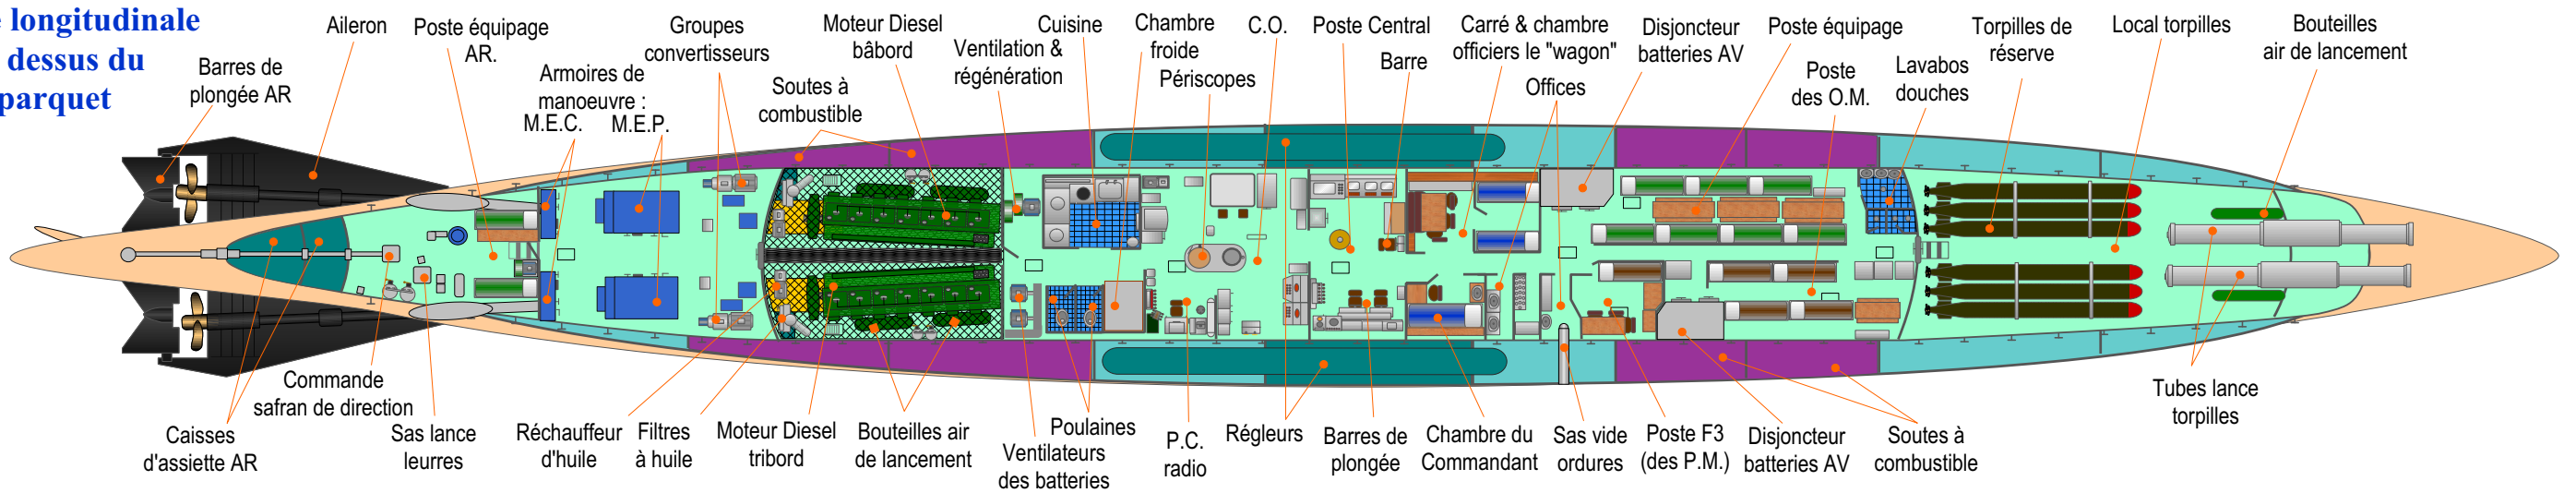 e longitudinale
dessus du
parquet
Barres de
plongée AR
Aileron
Poste équipage
AR.
Armoires de
manoeuvre :
M.E.C.
M.E.P.
Groupes
convertisseurs
Soutes à
combustible
Moteur Diesel
bâbord
Ventilation &
régénération
Cuisine
Chambre
froide
Périscopes
C.O.
Poste Central
Barre
Carré & chambre
officiers le "wagon"
Offices
Disjoncteur
batteries AV
Poste équipage
Poste
des O.M.
Lavabos
douches
Torpilles de
réserve
Local torpilles
Bouteilles
air de lancement
Caisses
d'assiette AR
Commande
safran de direction
Sas lance
leurres
Réchauffeur
d'huile
Filtres
à huile
Moteur Diesel
tribord
Bouteilles air
de lancement
Ventilateurs
des batteries
Poulaines
P.C.
radio
Régleurs
Barres de
plongée
Chambre du
Commandant
Sas vide
ordures
Poste F3
(des P.M.)
Disjoncteur
batteries AV
Soutes à
combustible
Tubes lance
torpilles